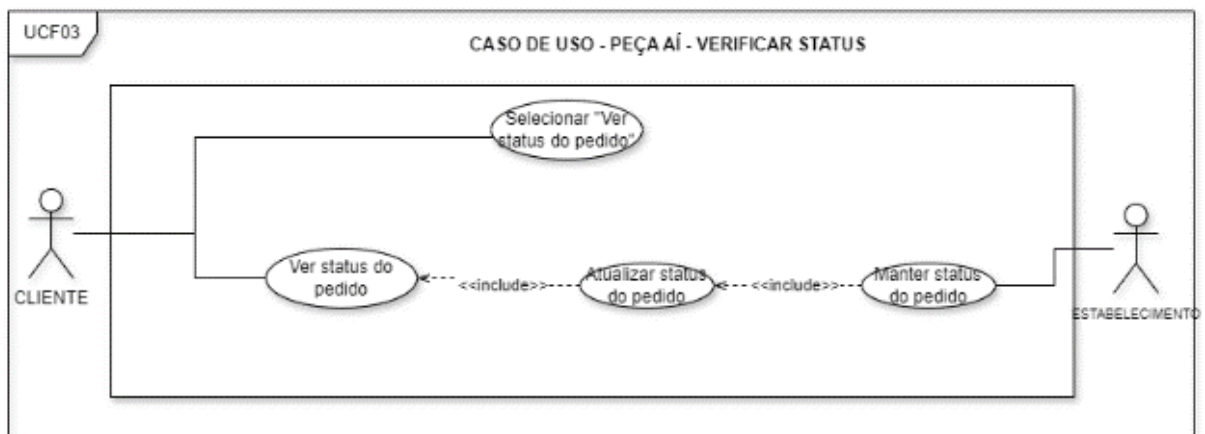 UCF03
CASO DE USO - PEÇA AÍ - VERIFICAR STATUS
Selecionar "Ver
status do pedido"
Ver status do
pedido
<<include>>
Atualizar status
do pedido
<<include>>
Manter status
do pedido
CLIENTE
ESTABELECIMENTO